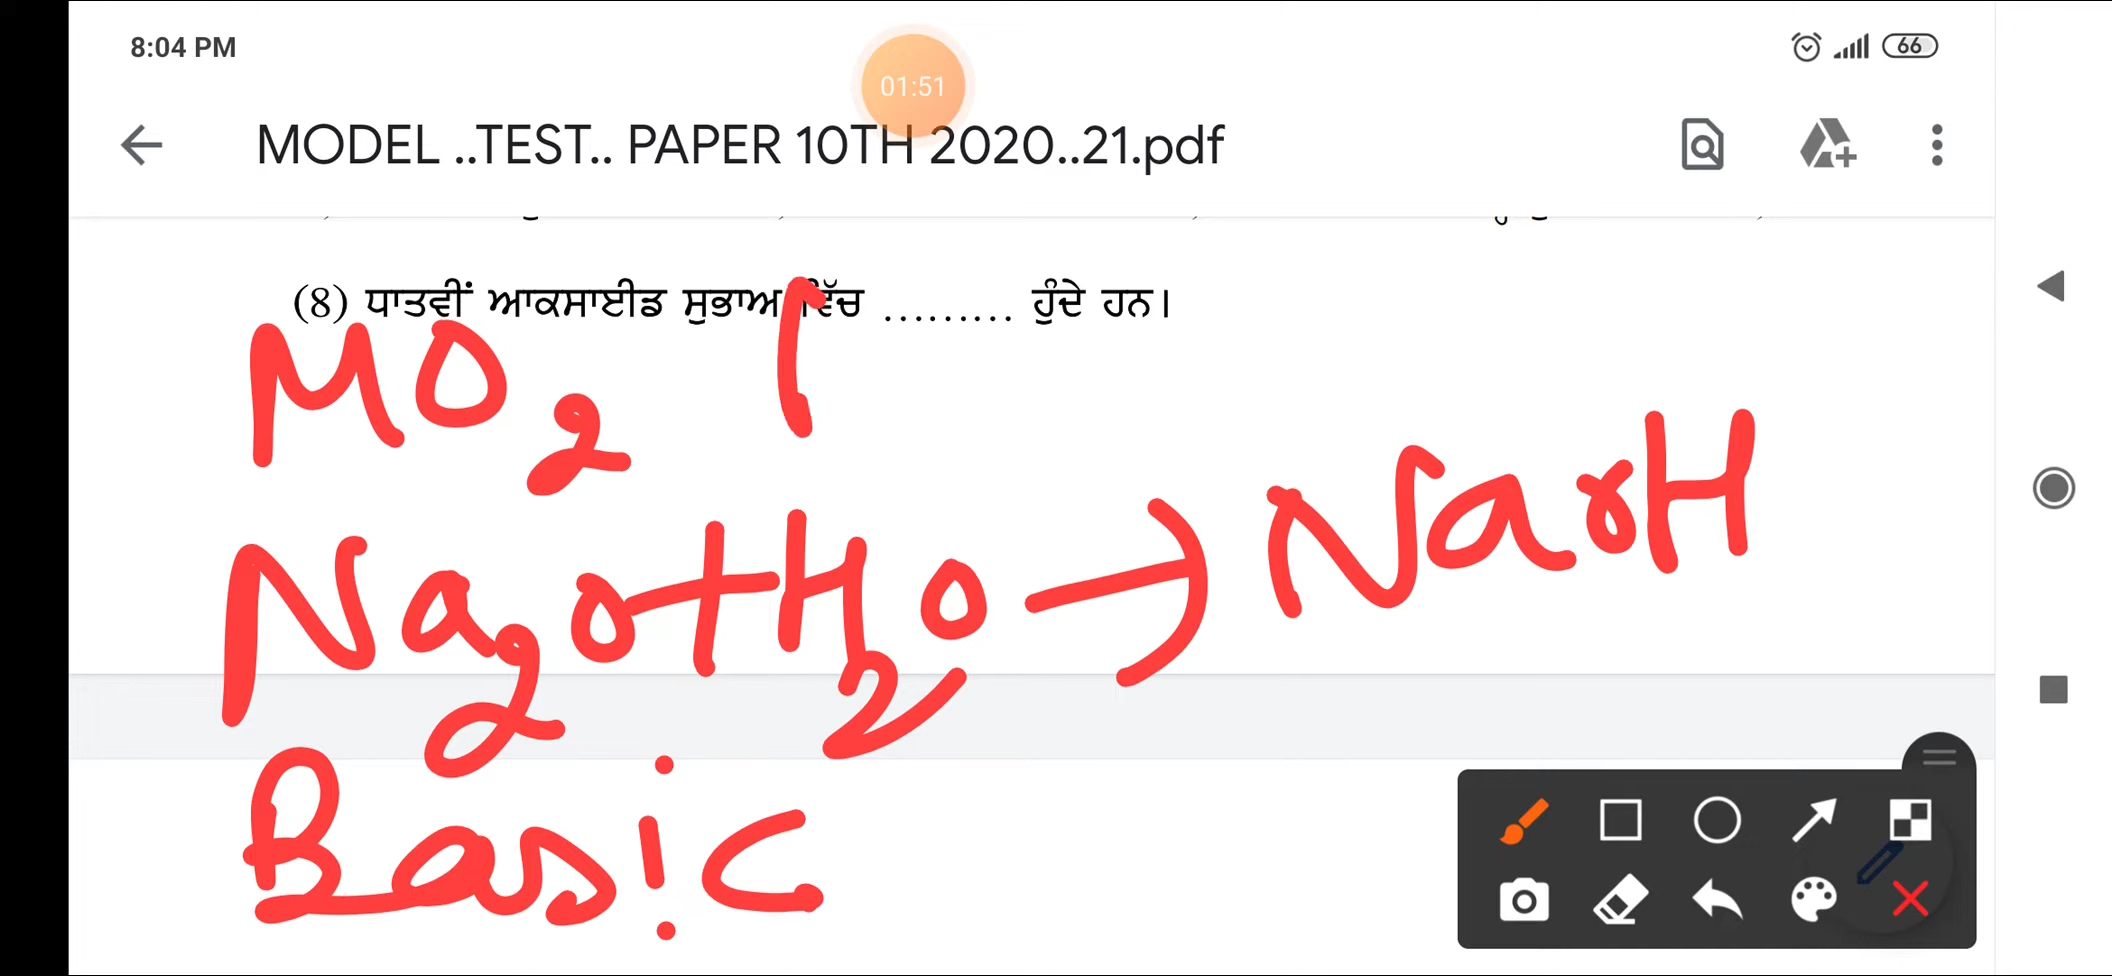 8:04 PM
66
01:51
MODEL ..TEST.. PAPER 10TH 2020..21.pdf
(8) ਧਾਤਵੀਂ ਆਕਸਾਈਡ ਸੁਭਾਅ ਵਿੱਚ ......... ਹੁੰਦੇ ਹਨ।
MO2
Na2O+H2O→NaOH
Basic